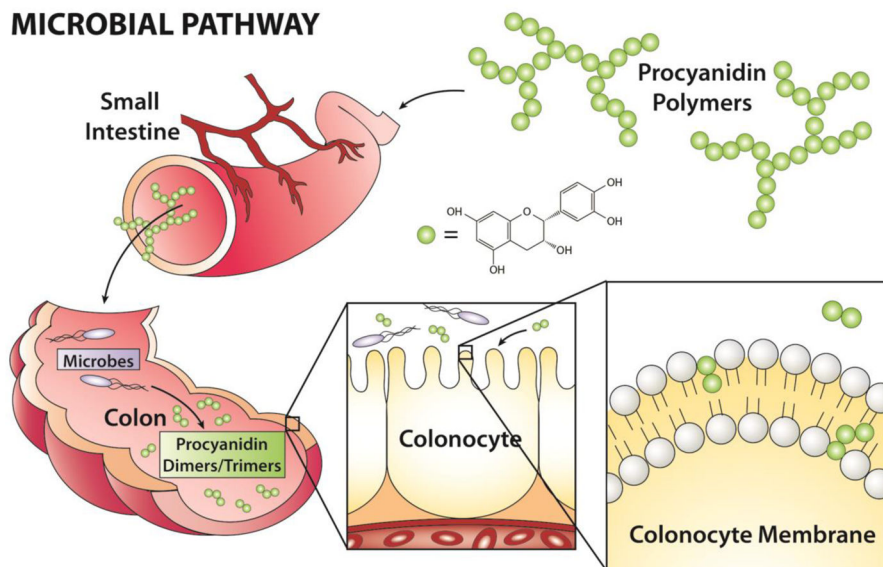 MICROBIAL PATHWAY
Small
Intestine
Procyanidin
Polymers
=
OH
OH
HO
O
OH
OH
Microbes
Colon
Procyanidin
Dimers/Trimers
Colonocyte
Colonocyte Membrane